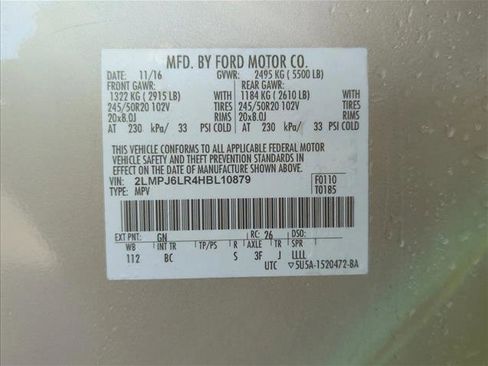 MFD. BY FORD MOTOR CO.
DATE: 11/16 GVWR: 2495 KG ( 5500 LB)
FRONT GAWR: REAR GAWR:
1322 KG ( 2915 LB) WITH 1184 KG ( 2610 LB) WITH
245/50R20 102V TIRES 245/50R20 102V TIRES
20x8.0J RIMS 20x8.0J RIMS
AT 230 kPa/ 33 PSI COLD AT 230 kPa/ 33 PSI COLD
THIS VEHICLE CONFORMS TO ALL APPLICABLE FEDERAL MOTOR
VEHICLE SAFETY AND THEFT PREVENTION STANDARDS IN
EFFECT ON THE DATE OF MANUFACTURE SHOWN ABOVE.
VIN: 2LMPJ6LR4HBL10879 F0110
TYPE: MPV T0185
EXT PNT: GN RC: 26 DSO:
WB INT TR TP/PS R AXLE TR SPR
112 BC S 3F J LLLL
UTC ▽5U5A-1520472-BA